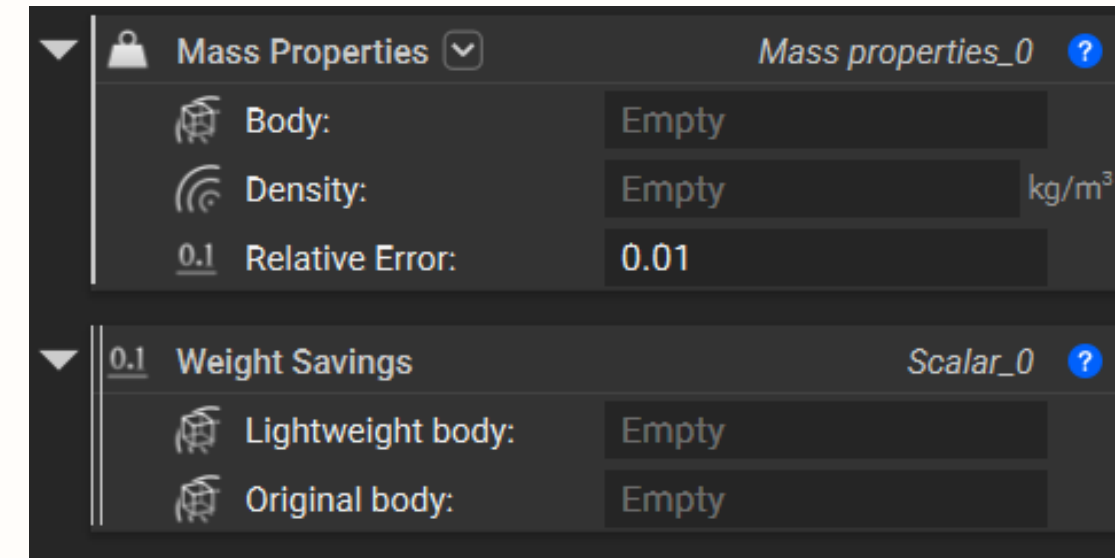 Mass Properties Mass properties_0 ?
Body: Empty
Density: Empty kg/m³
0.1 Relative Error: 0.01
0.1 Weight Savings Scalar_0 ?
Lightweight body: Empty
Original body: Empty